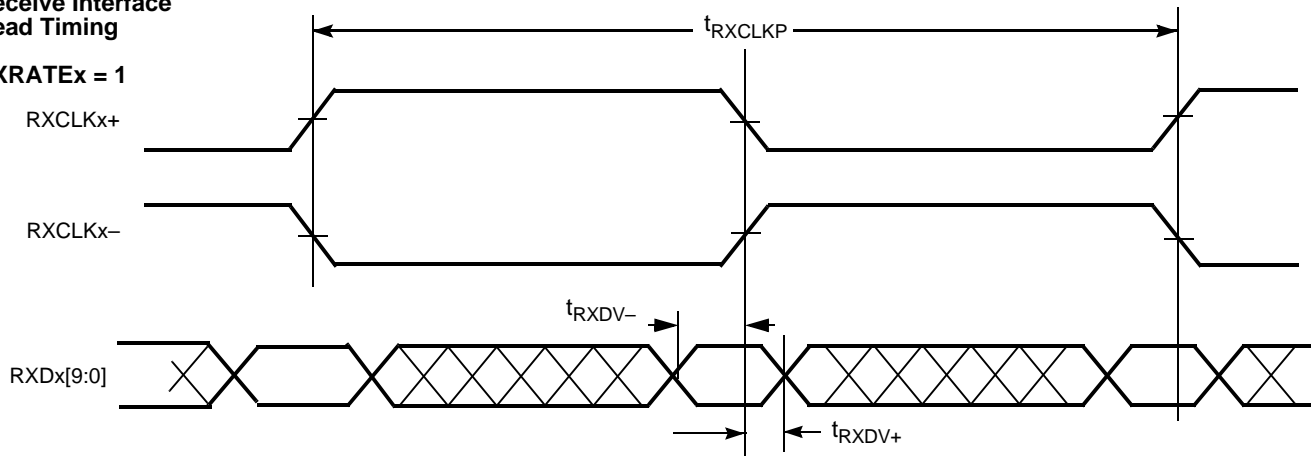 eceive Interface
ead Timing
XRATEx = 1
tRXCLKP
RXCLKx+
RXCLKx–
tRXDV–
RXDx[9:0]
tRXDV+